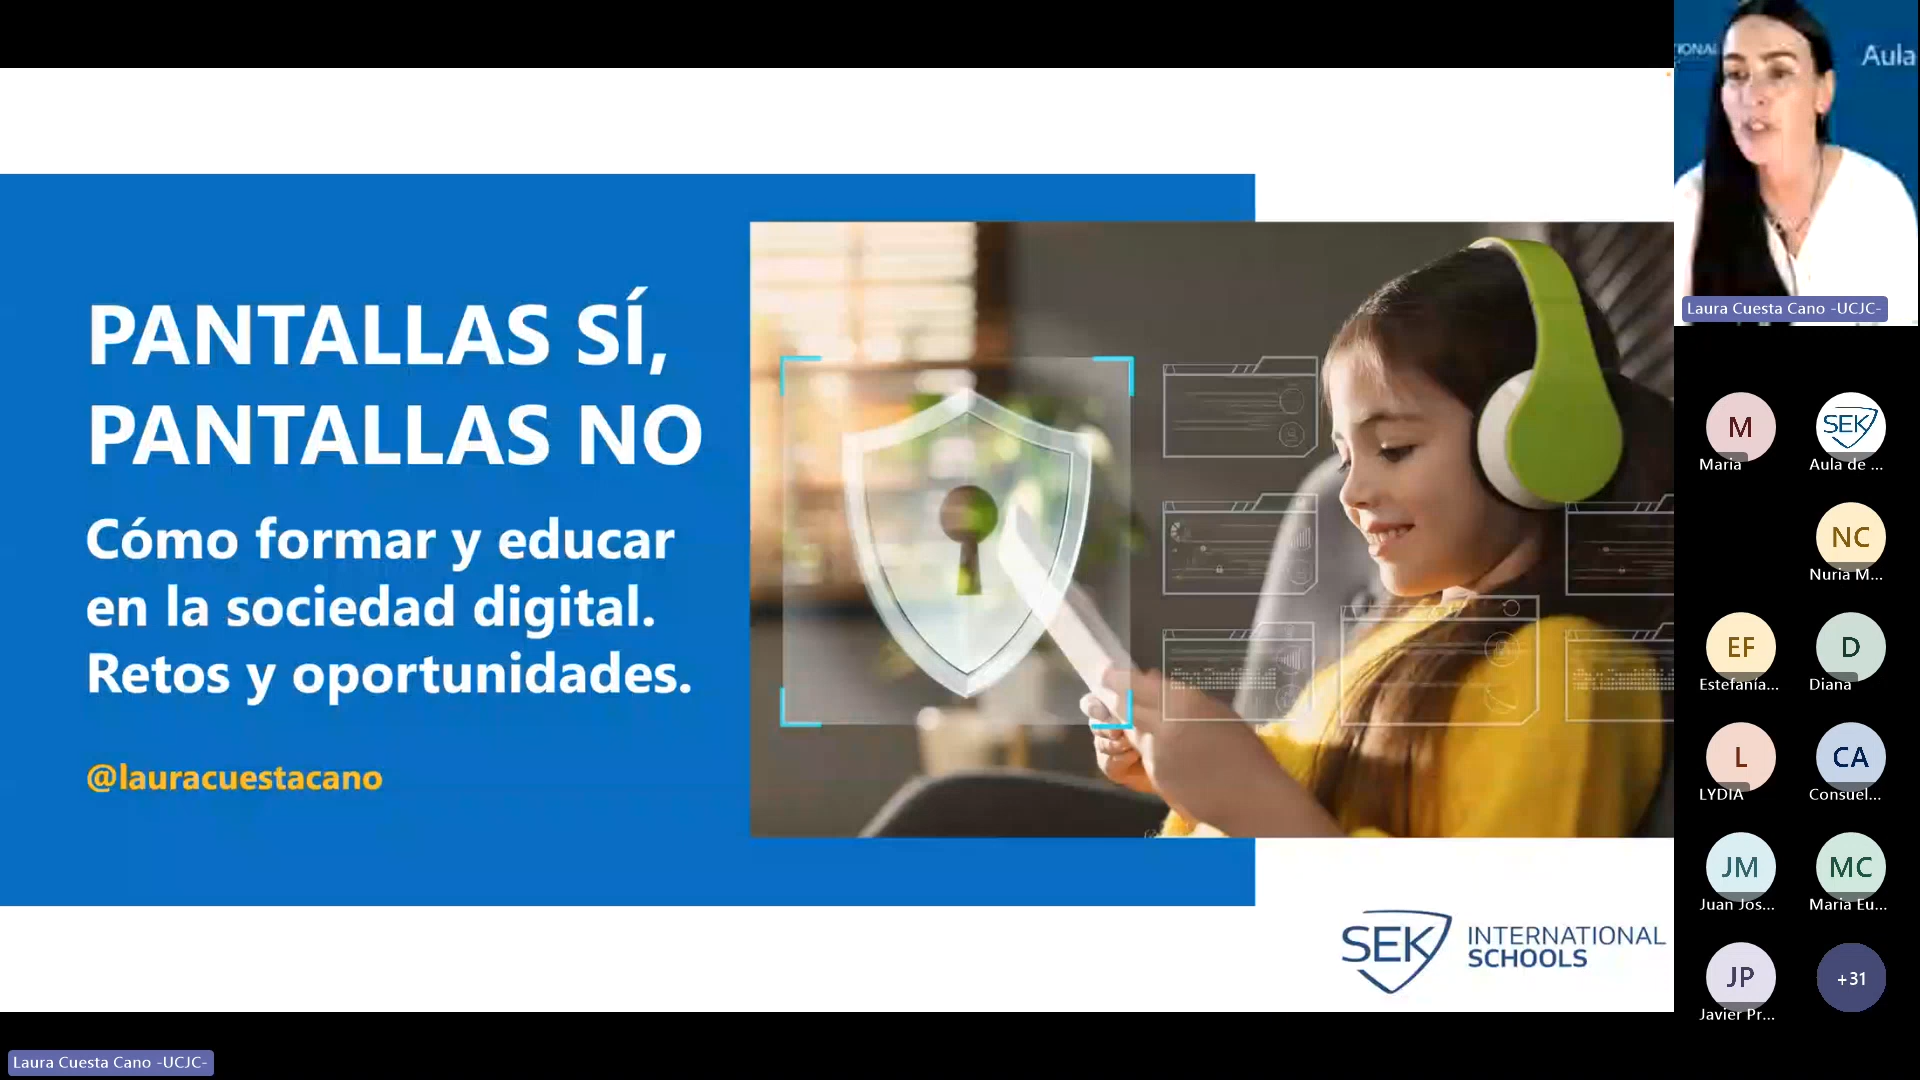 PANTALLAS SÍ,
PANTALLAS NO
Cómo formar y educar
en la sociedad digital.
Retos y oportunidades.
@lauracuestacano
SEK INTERNATIONAL
SCHOOLS
Laura Cuesta Cano -UCJC-
IONAL
Aula
Laura Cuesta Cano -UCJC-
M
Maria
SEK
Aula de ...
NC
Nuria M...
EF
Estefanía...
D
Diana
L
LYDIA
CA
Consuel...
JM
Juan Jos...
MC
Maria Eu...
JP
Javier Pr...
+31